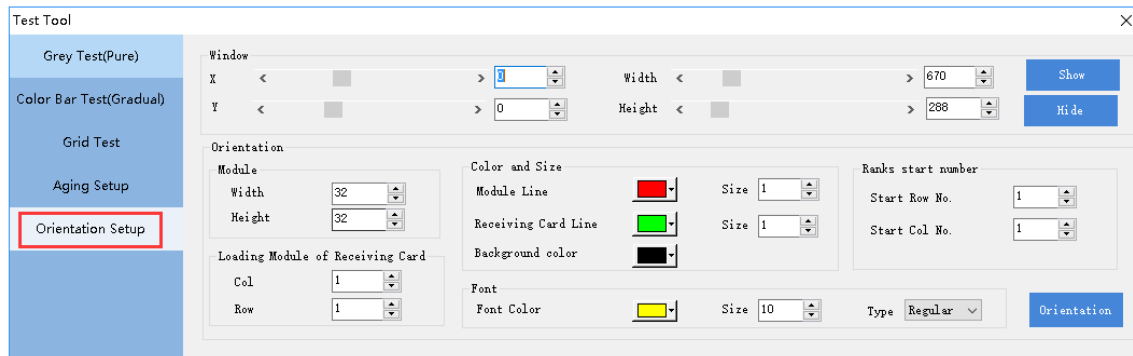 Test Tool
Grey Test(Pure)
Color Bar Test(Gradual)
Grid Test
Aging Setup
Orientation Setup
Window
X < > 0 Width < > 670 Show
Y < > 0 Height < > 288 Hide
Orientation
Module
Width 32
Height 32
Loading Module of Receiving Card
Col 1
Row 1
Color and Size
Module Line Size 1
Receiving Card Line Size 1
Background color
Font
Font Color Size 10 Type Regular
Ranks start number
Start Row No. 1
Start Col No. 1
Orientation